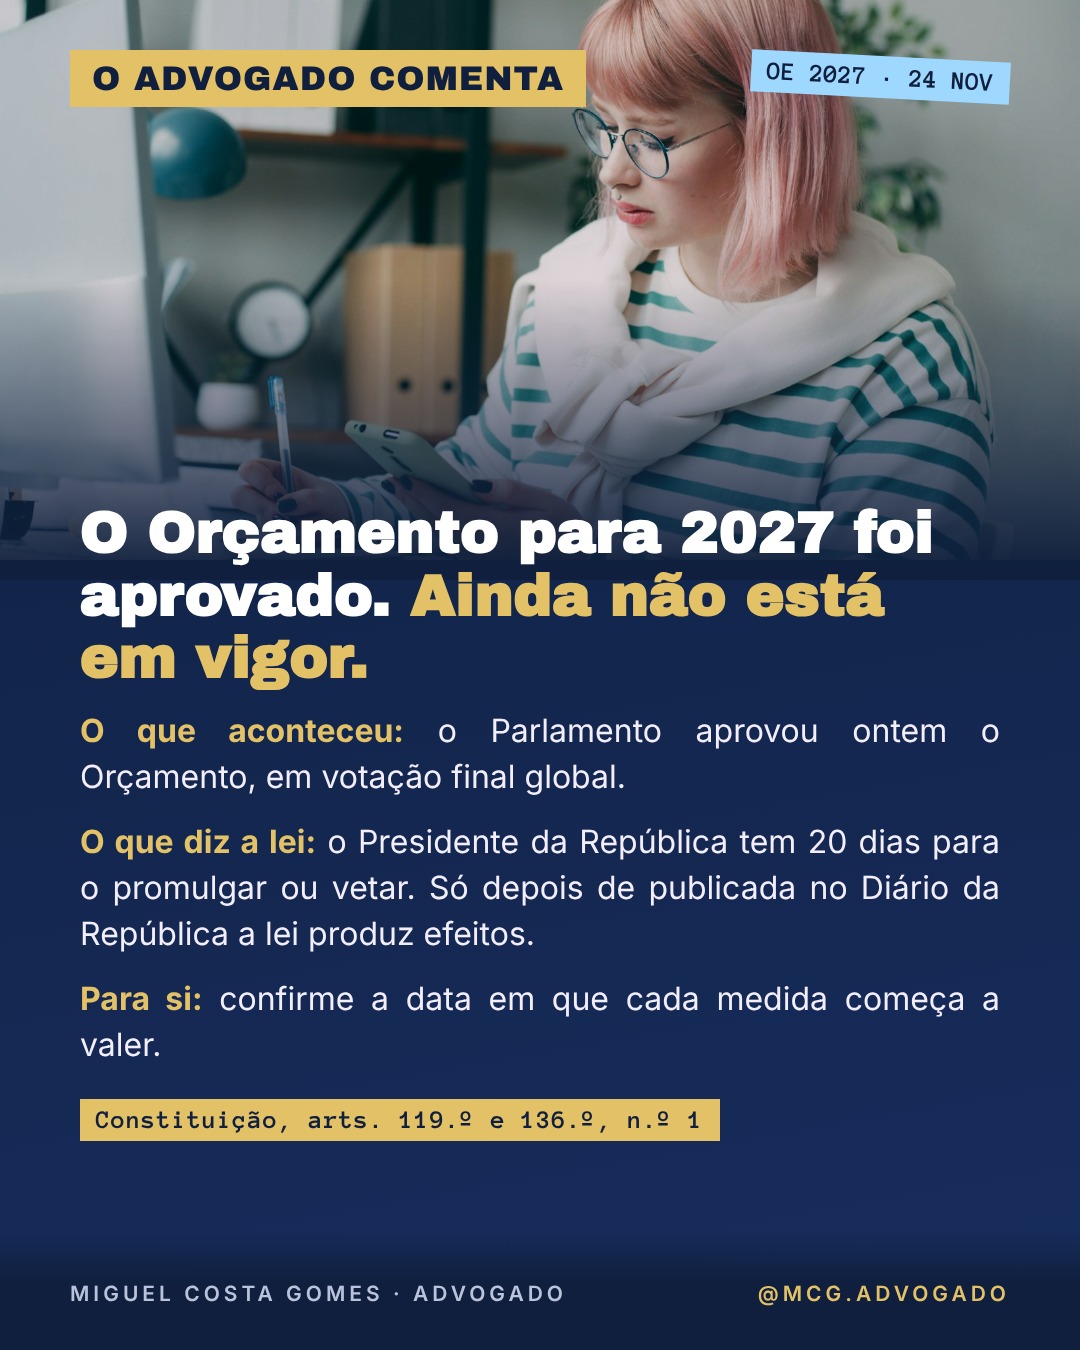 O ADVOGADO COMENTA
OE 2027 · 24 NOV
O Orçamento para 2027 foi
aprovado. Ainda não está
em vigor.
O que aconteceu: o Parlamento aprovou ontem o
Orçamento, em votação final global.
O que diz a lei: o Presidente da República tem 20 dias para
o promulgar ou vetar. Só depois de publicada no Diário da
República a lei produz efeitos.
Para si: confirme a data em que cada medida começa a
valer.
Constituição, arts. 119.º e 136.º, n.º 1
MIGUEL COSTA GOMES · ADVOGADO
@MCG.ADVOGADO